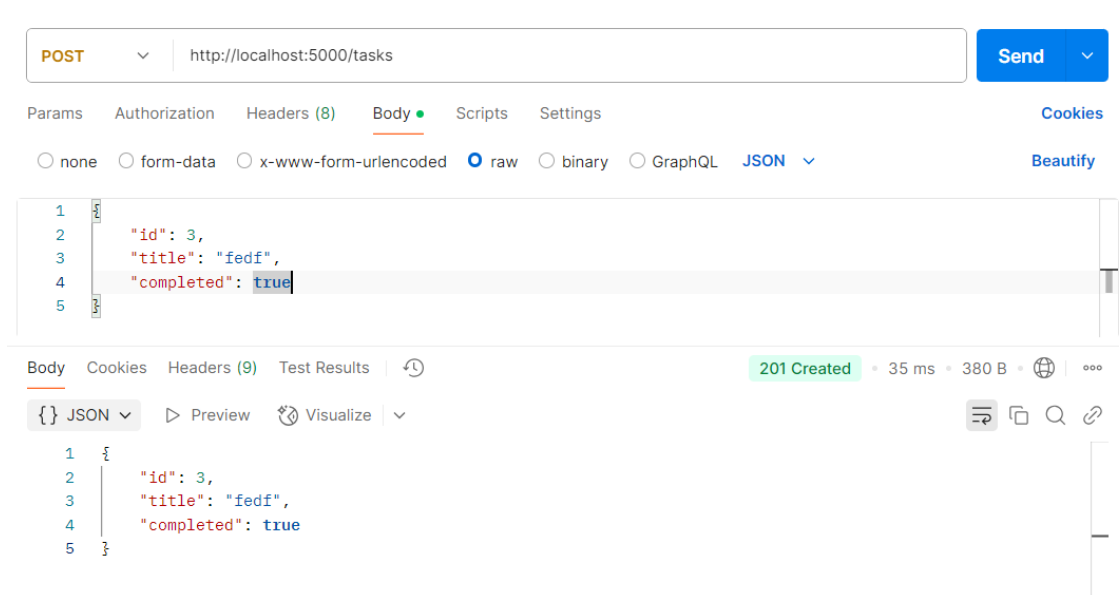 POST http://localhost:5000/tasks Send
Params Authorization Headers (8) Body Scripts Settings Cookies
none form-data x-www-form-urlencoded raw binary GraphQL JSON Beautify
1 {
2 "id": 3,
3 "title": "fedf",
4 "completed": true
5 }
Body Cookies Headers (9) Test Results 201 Created • 35 ms • 380 B •
{} JSON Preview Visualize
1 {
2 "id": 3,
3 "title": "fedf",
4 "completed": true
5 }